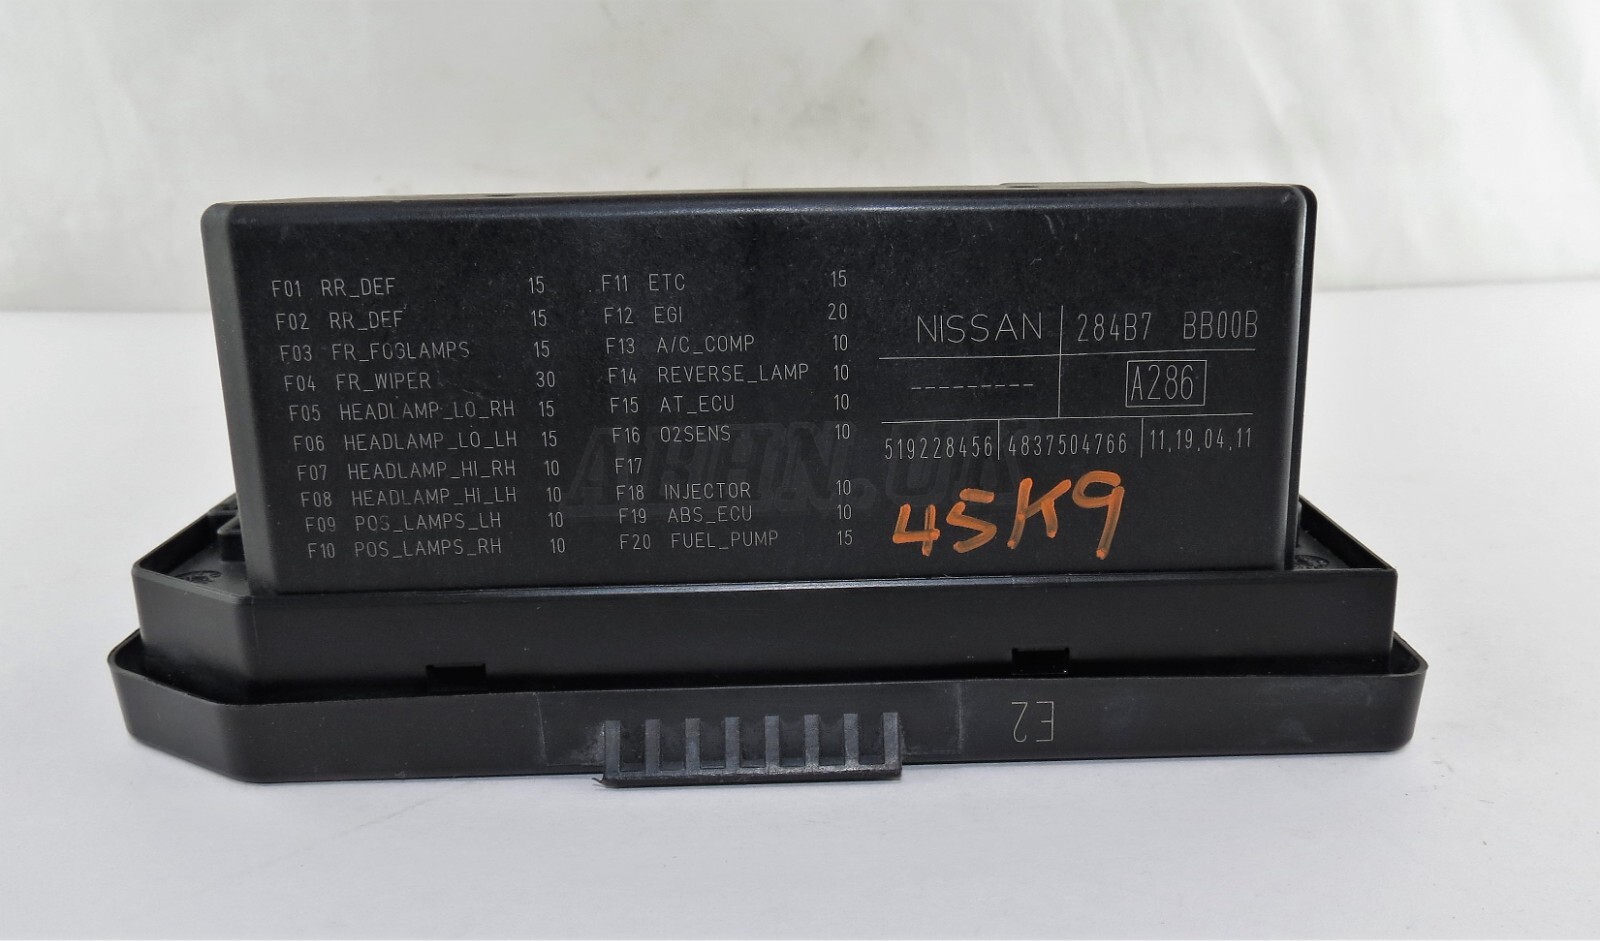 F01 RR_DEF 15
F02 RR_DEF 15
F03 FR_FOGLAMPS 15
F04 FR_WIPER 30
F05 HEADLAMP_LO_RH 15
F06 HEADLAMP_LO_LH 15
F07 HEADLAMP_HI_RH 10
F08 HEADLAMP_HI_LH 10
F09 POS_LAMPS_LH 10
F10 POS_LAMPS_RH 10
F11 ETC 15
F12 EGI 20
F13 A/C_COMP 10
F14 REVERSE_LAMP 10
F15 AT_ECU 10
F16 O2SENS 10
F17
F18 INJECTOR 10
F19 ABS_ECU 10
F20 FUEL_PUMP 15
NISSAN 284B7 BB00B
--------- A286
519228456 4837504766 11,19,04,11
45K9
E2